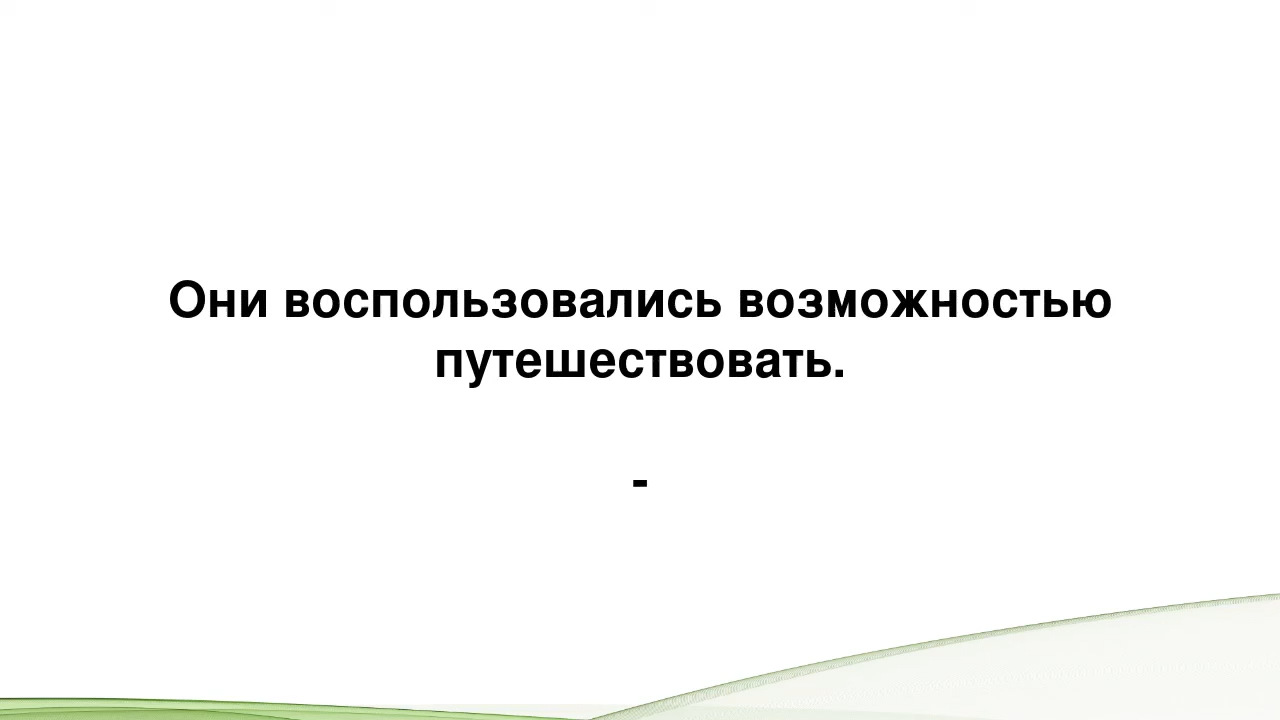 Они воспользовались возможностью
путешествовать.
-